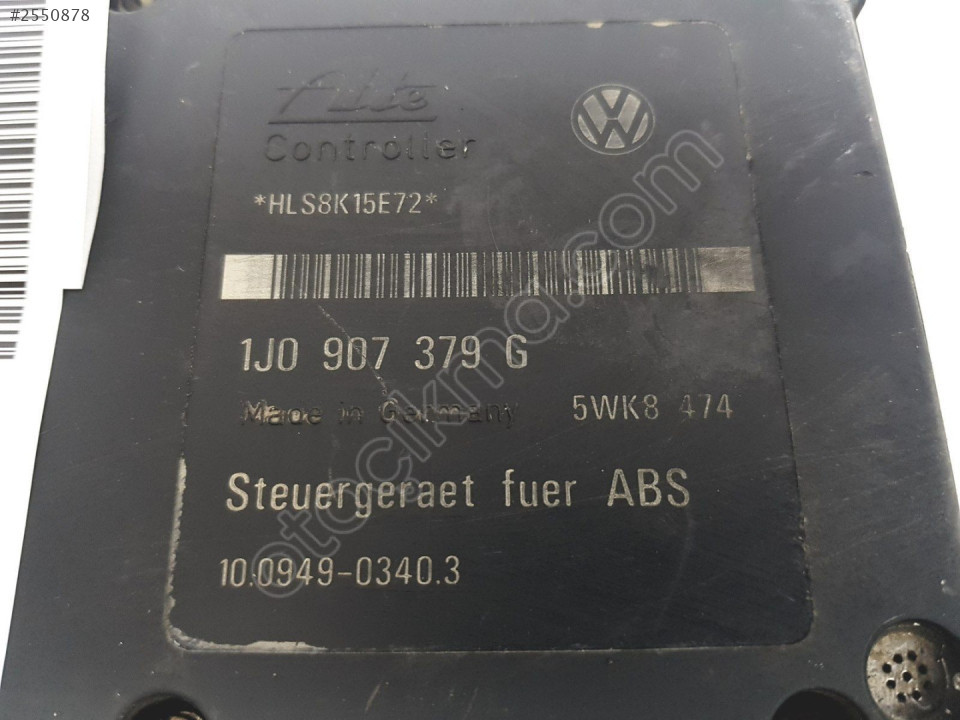 #2550878
Ate
Controller
*HLS8K15E72*
1J0 907 379 G
Made in Germany 5WK8 474
Steuergeraet fuer ABS
10.0949-0340.3
otocikma.com